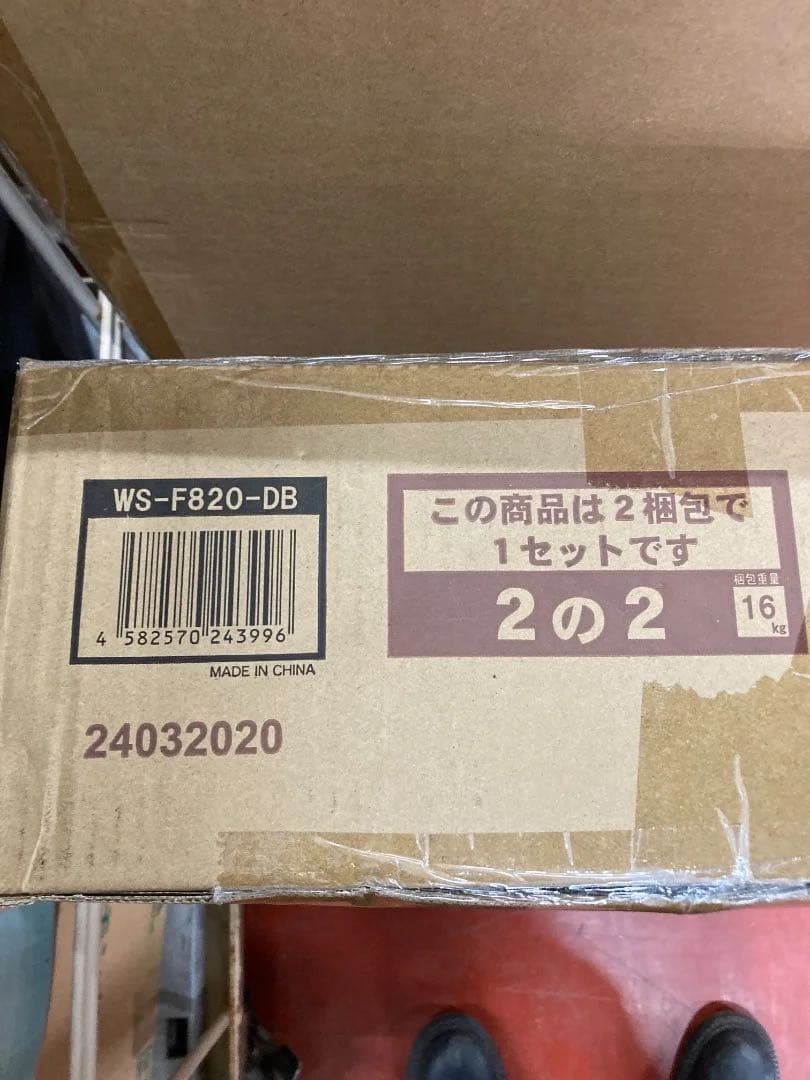 WS-F820-DB
4 582570 243996
MADE IN CHINA
24032020
この商品は2梱包で
1セットです
2の2
梱包重量
16
kg